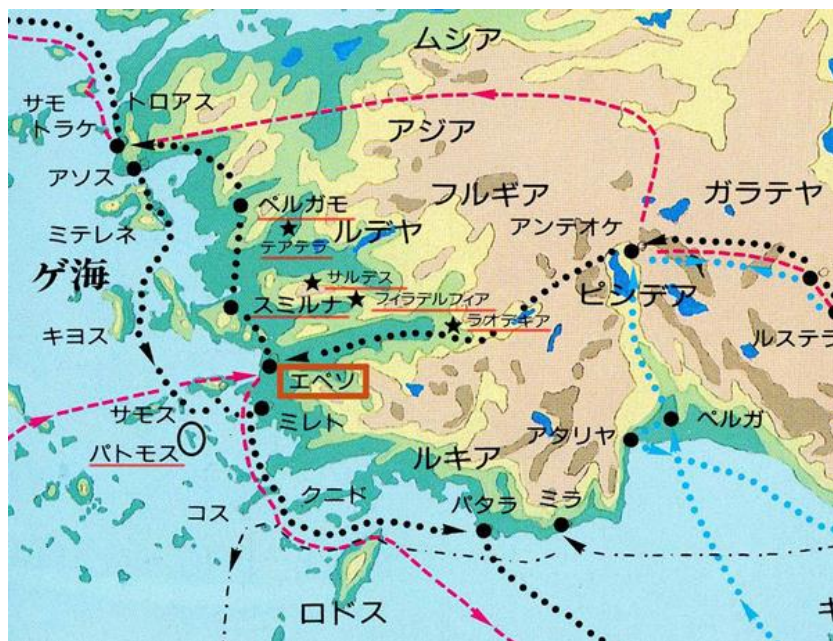 ムシア
サモ
トラケ
トロアス
アジア
アソス
フルギア
ガラテヤ
ペルガモ
アンテオケ
ミテレネ
テアテラ
ルデヤ
ゲ海
サルデス
フィラデルフィア
ピシデア
スミルナ
ラオデキア
キヨス
ルステラ
エペソ
サモス
ミレト
ペルガ
パトモス
アタリヤ
ルキア
クニド
コス
パタラ
ミラ
ロドス
キ